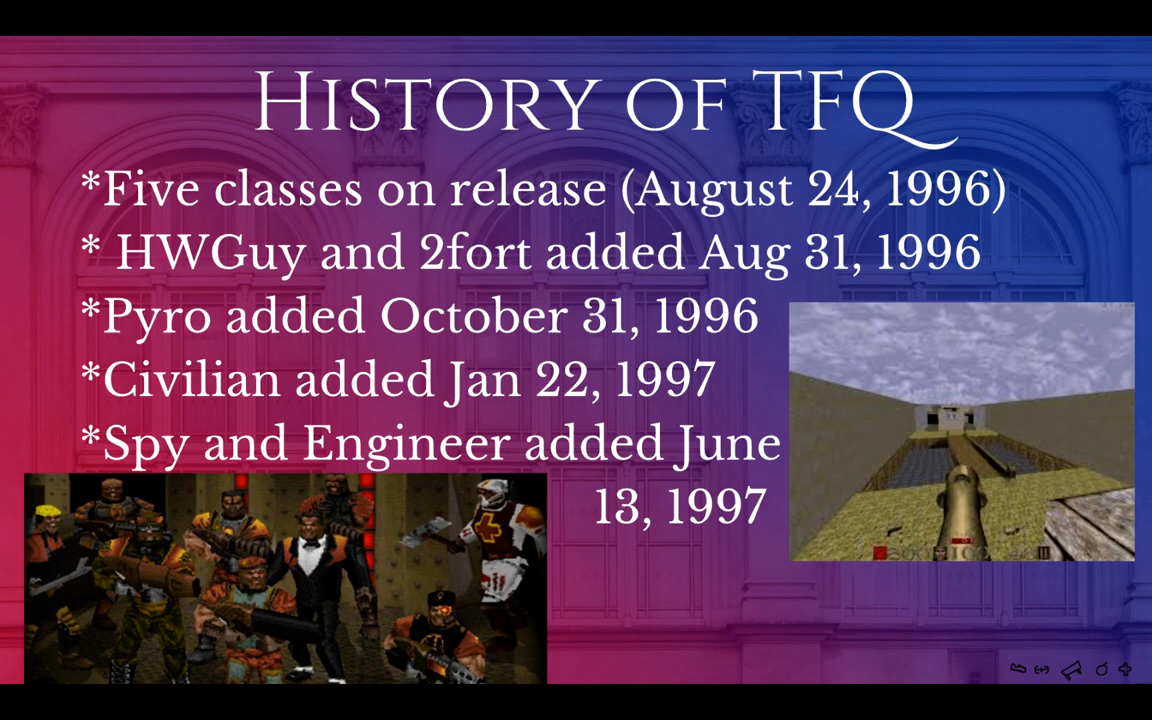 History of TFQ
*Five classes on release (August 24, 1996)
* HWGuy and 2fort added Aug 31, 1996
*Pyro added October 31, 1996
*Civilian added Jan 22, 1997
*Spy and Engineer added June
13, 1997